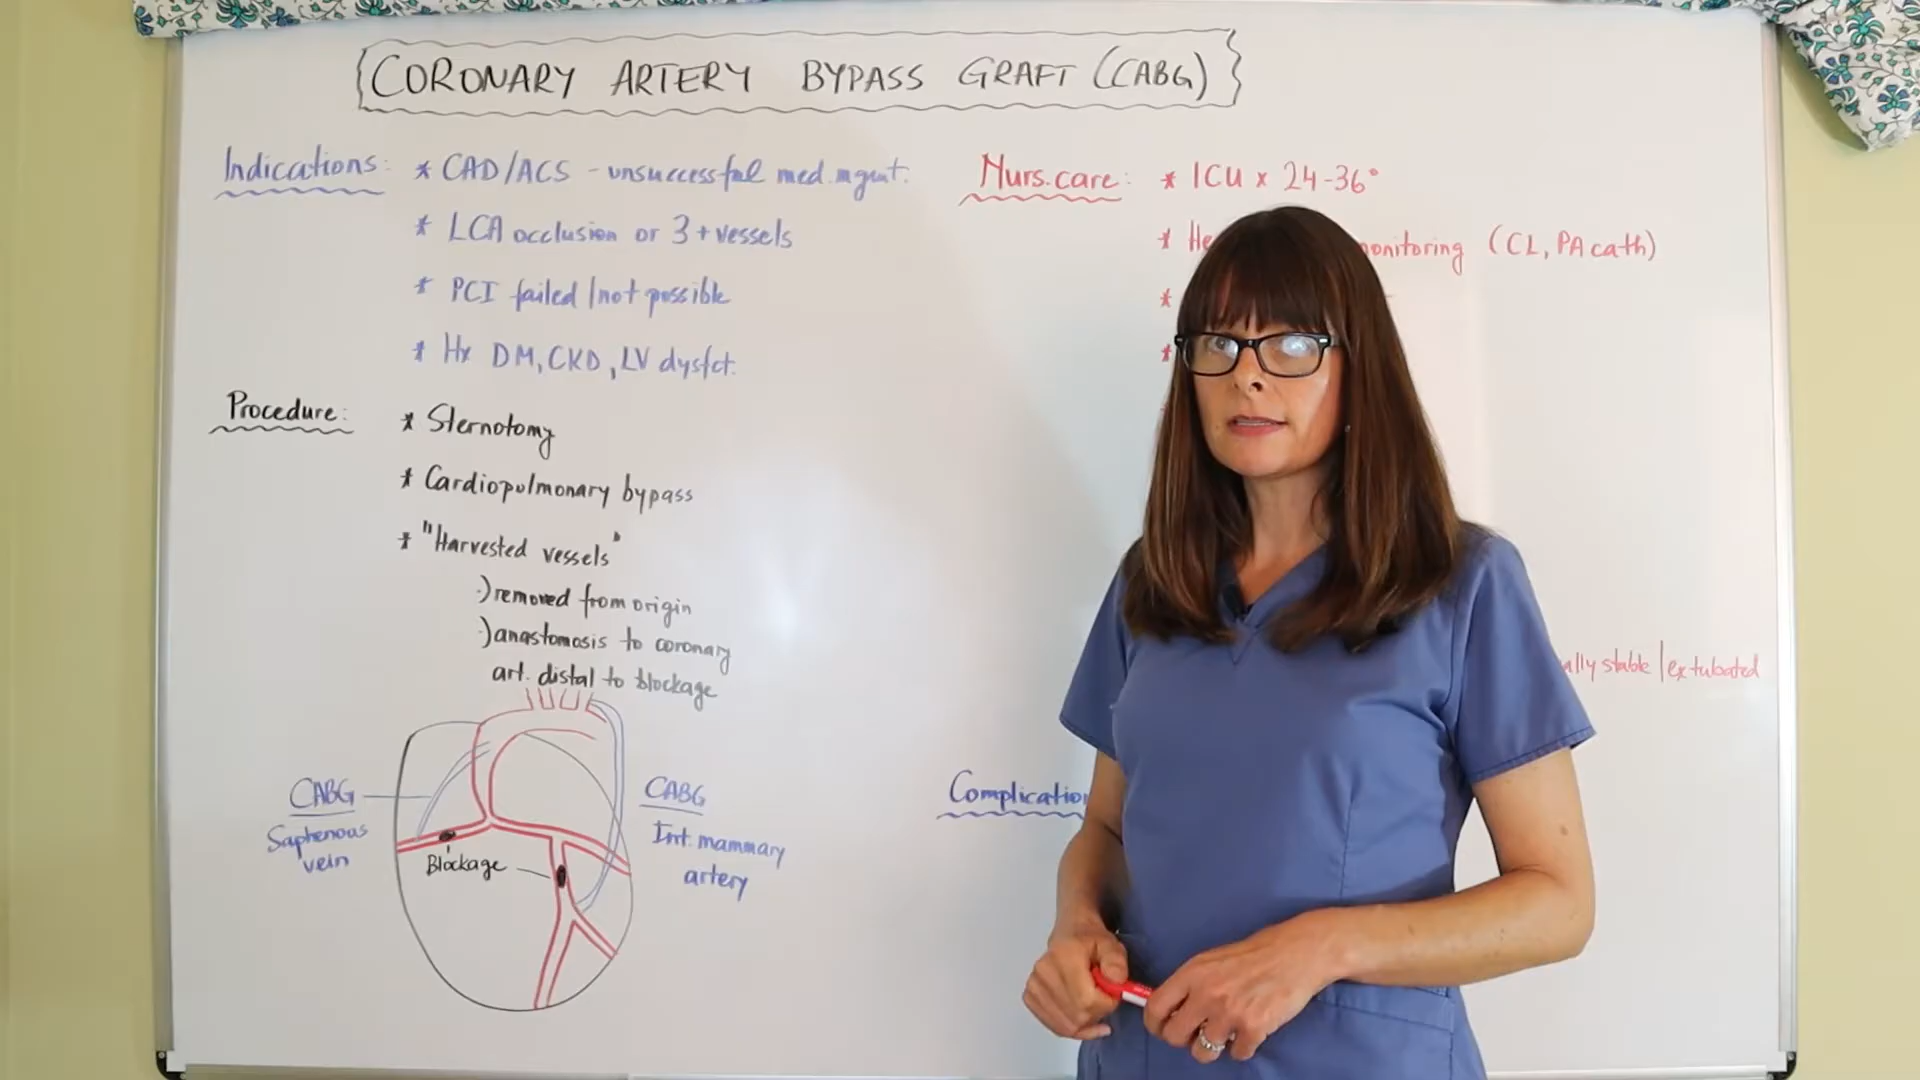 CORONARY ARTERY BYPASS GRAFT (CABG)
Indications: * CAD/ACS - unsuccessful med. mgmt.
* LCA occlusion or 3+ vessels
* PCI failed/not possible
* Hx DM, CKD, LV dysfct.
Procedure: * Sternotomy
* Cardiopulmonary bypass
* "Harvested vessels"
·) removed from origin
·) anastomosis to coronary
art. distal to blockage
CABG
Saphenous
vein
Blockage
CABG
Int. mammary
artery
Nurs. care: * ICU x 24-36°
* He onitoring (CL, PA cath)
*
*
ally stable/extubated
Complication